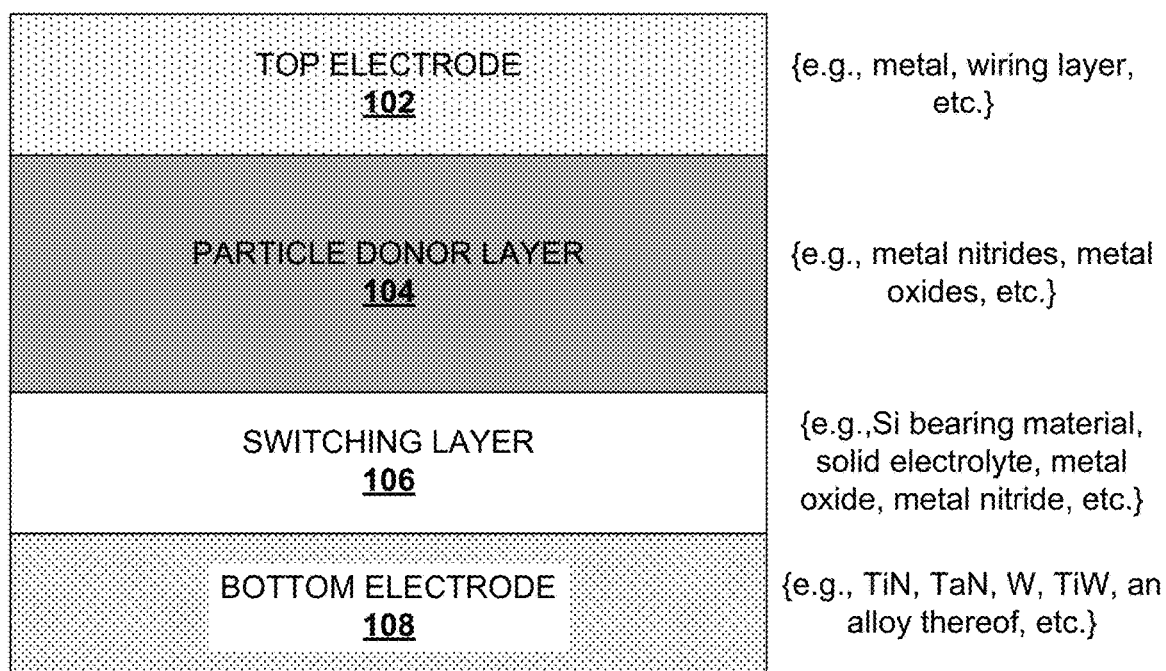 TOP ELECTRODE
102
{e.g., metal, wiring layer,
etc.}
PARTICLE DONOR LAYER
104
{e.g., metal nitrides, metal
oxides, etc.}
SWITCHING LAYER
106
{e.g.,Si bearing material,
solid electrolyte, metal
oxide, metal nitride, etc.}
BOTTOM ELECTRODE
108
{e.g., TiN, TaN, W, TiW, an
alloy thereof, etc.}